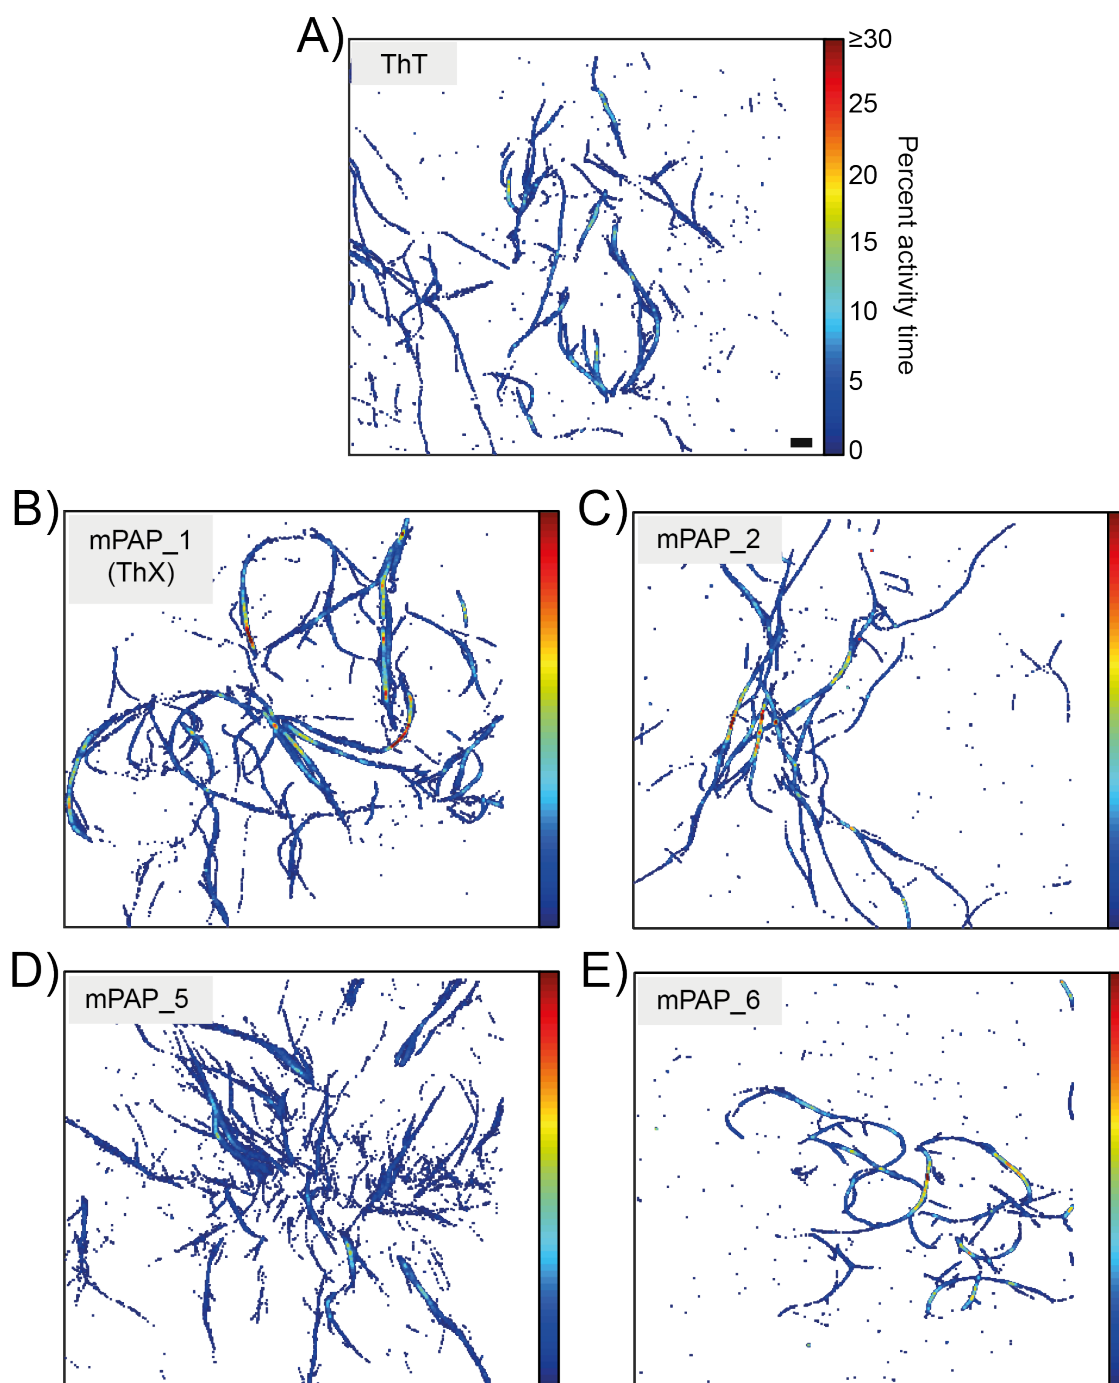 A)
ThT
≥30
25
20
15
10
5
0
Percent activity time
B)
mPAP_1
(ThX)
C)
mPAP_2
D)
mPAP_5
E)
mPAP_6